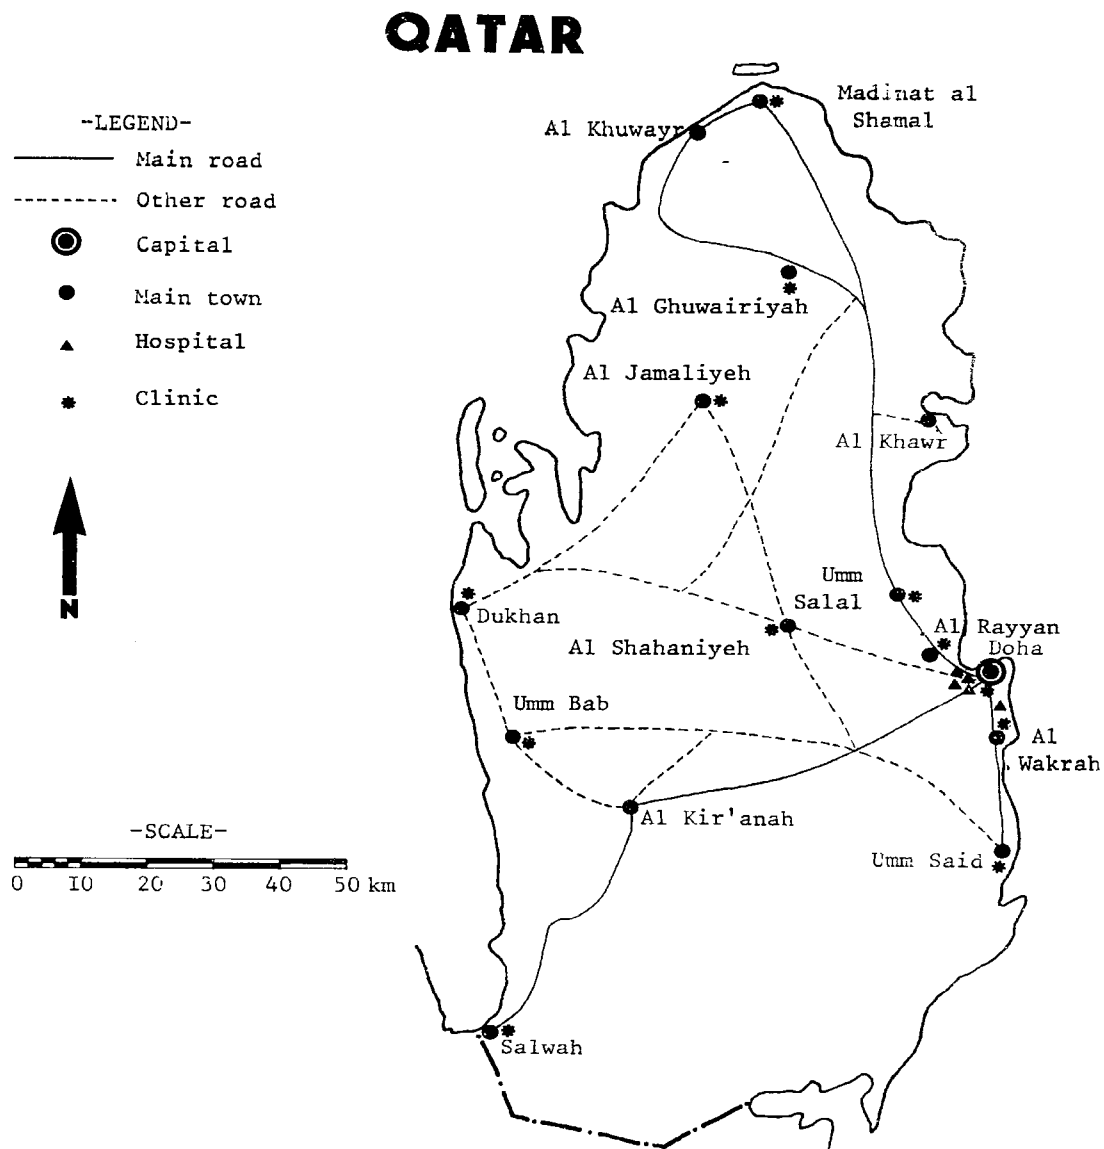 QATAR
-LEGEND-
Main road
Other road
Capital
Main town
Hospital
Clinic
N
-SCALE-
0 10 20 30 40 50 km
Madinat al
Shamal
Al Khuwayr
Al Ghuwairiyah
Al Jamaliyeh
Al Khawr
Umm
Salal
Dukhan
Al Rayyan
Doha
Al Shahaniyeh
Umm Bab
Al
Wakrah
Al Kir'anah
Umm Said
Salwah